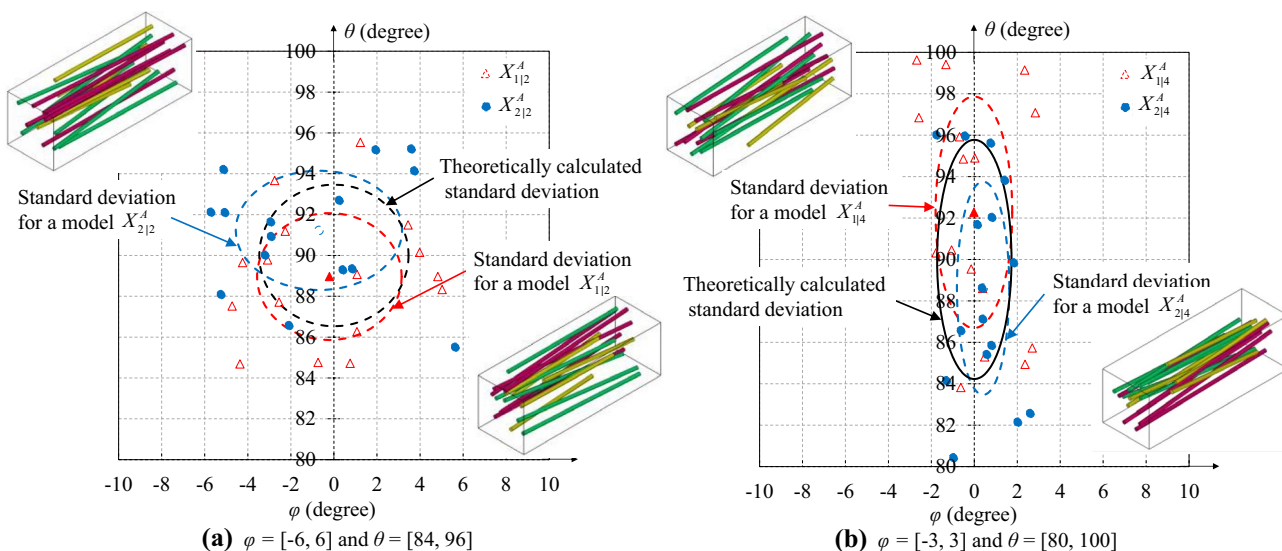 θ (degree)
100
98
96
94
92
90
88
86
84
82
80
-10 -8 -6 -4 -2 0 2 4 6 8 10
φ (degree)
X^A_{1|2}
X^A_{2|2}
Theoretically calculated
standard deviation
Standard deviation
for a model X^A_{2|2}
Standard deviation
for a model X^A_{1|2}
(a) φ = [-6, 6] and θ = [84, 96]
θ (degree)
100
98
96
94
92
90
88
86
84
82
80
-10 -8 -6 -4 -2 0 2 4 6 8 10
φ (degree)
X^A_{1|4}
X^A_{2|4}
Standard deviation
for a model X^A_{1|4}
Theoretically calculated
standard deviation
Standard deviation
for a model X^A_{2|4}
(b) φ = [-3, 3] and θ = [80, 100]